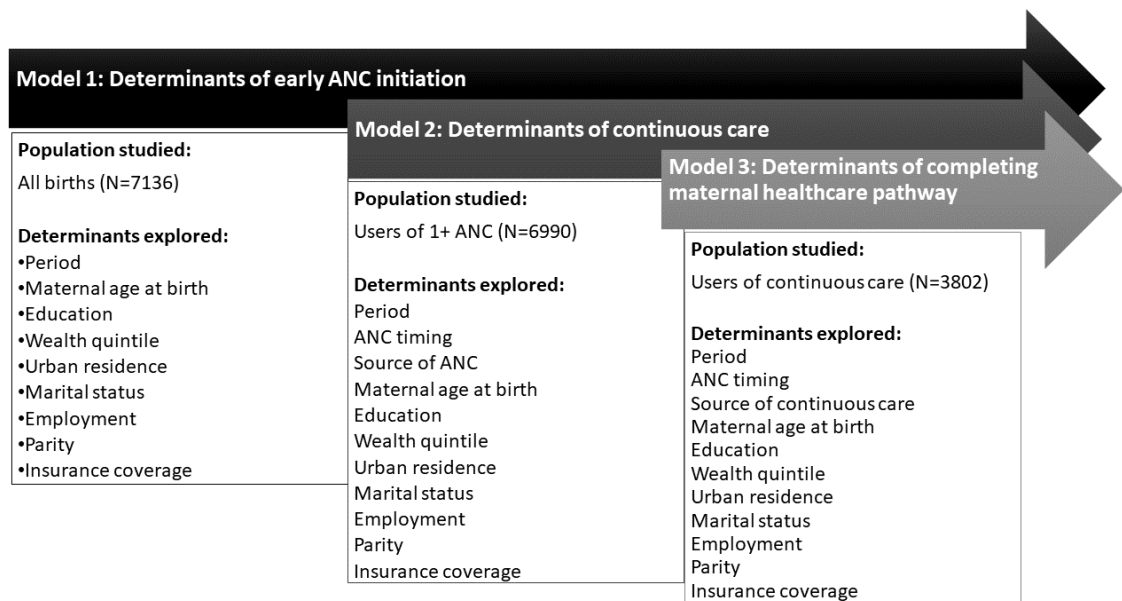 Model 1: Determinants of early ANC initiation
Population studied:
All births (N=7136)
Determinants explored:
•Period
•Maternal age at birth
•Education
•Wealth quintile
•Urban residence
•Marital status
•Employment
•Parity
•Insurance coverage
Model 2: Determinants of continuous care
Population studied:
Users of 1+ ANC (N=6990)
Determinants explored:
Period
ANC timing
Source of ANC
Maternal age at birth
Education
Wealth quintile
Urban residence
Marital status
Employment
Parity
Insurance coverage
Model 3: Determinants of completing
maternal healthcare pathway
Population studied:
Users of continuous care (N=3802)
Determinants explored:
Period
ANC timing
Source of continuous care
Maternal age at birth
Education
Wealth quintile
Urban residence
Marital status
Employment
Parity
Insurance coverage